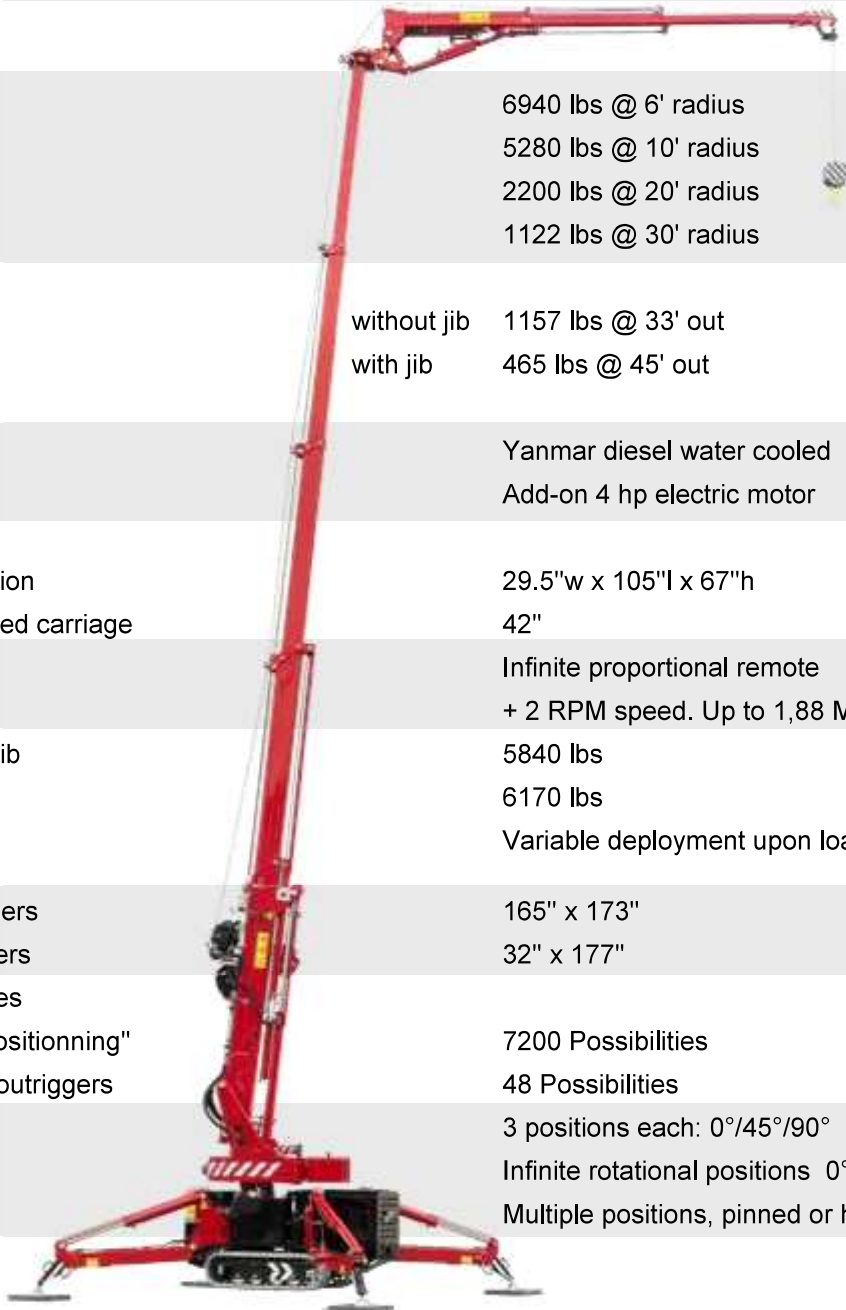 6940 lbs @ 6' radius
5280 lbs @ 10' radius
2200 lbs @ 20' radius
1122 lbs @ 30' radius
without jib 1157 lbs @ 33' out
with jib 465 lbs @ 45' out
Yanmar diesel water cooled
Add-on 4 hp electric motor
ion 29.5"w x 105"l x 67"h
ed carriage 42"
Infinite proportional remote
+ 2 RPM speed. Up to 1,88 M
ib 5840 lbs
6170 lbs
Variable deployment upon loa
ers 165" x 173"
ers 32" x 177"
es
ositionning" 7200 Possibilities
outriggers 48 Possibilities
3 positions each: 0°/45°/90°
Infinite rotational positions 0°
Multiple positions, pinned or h